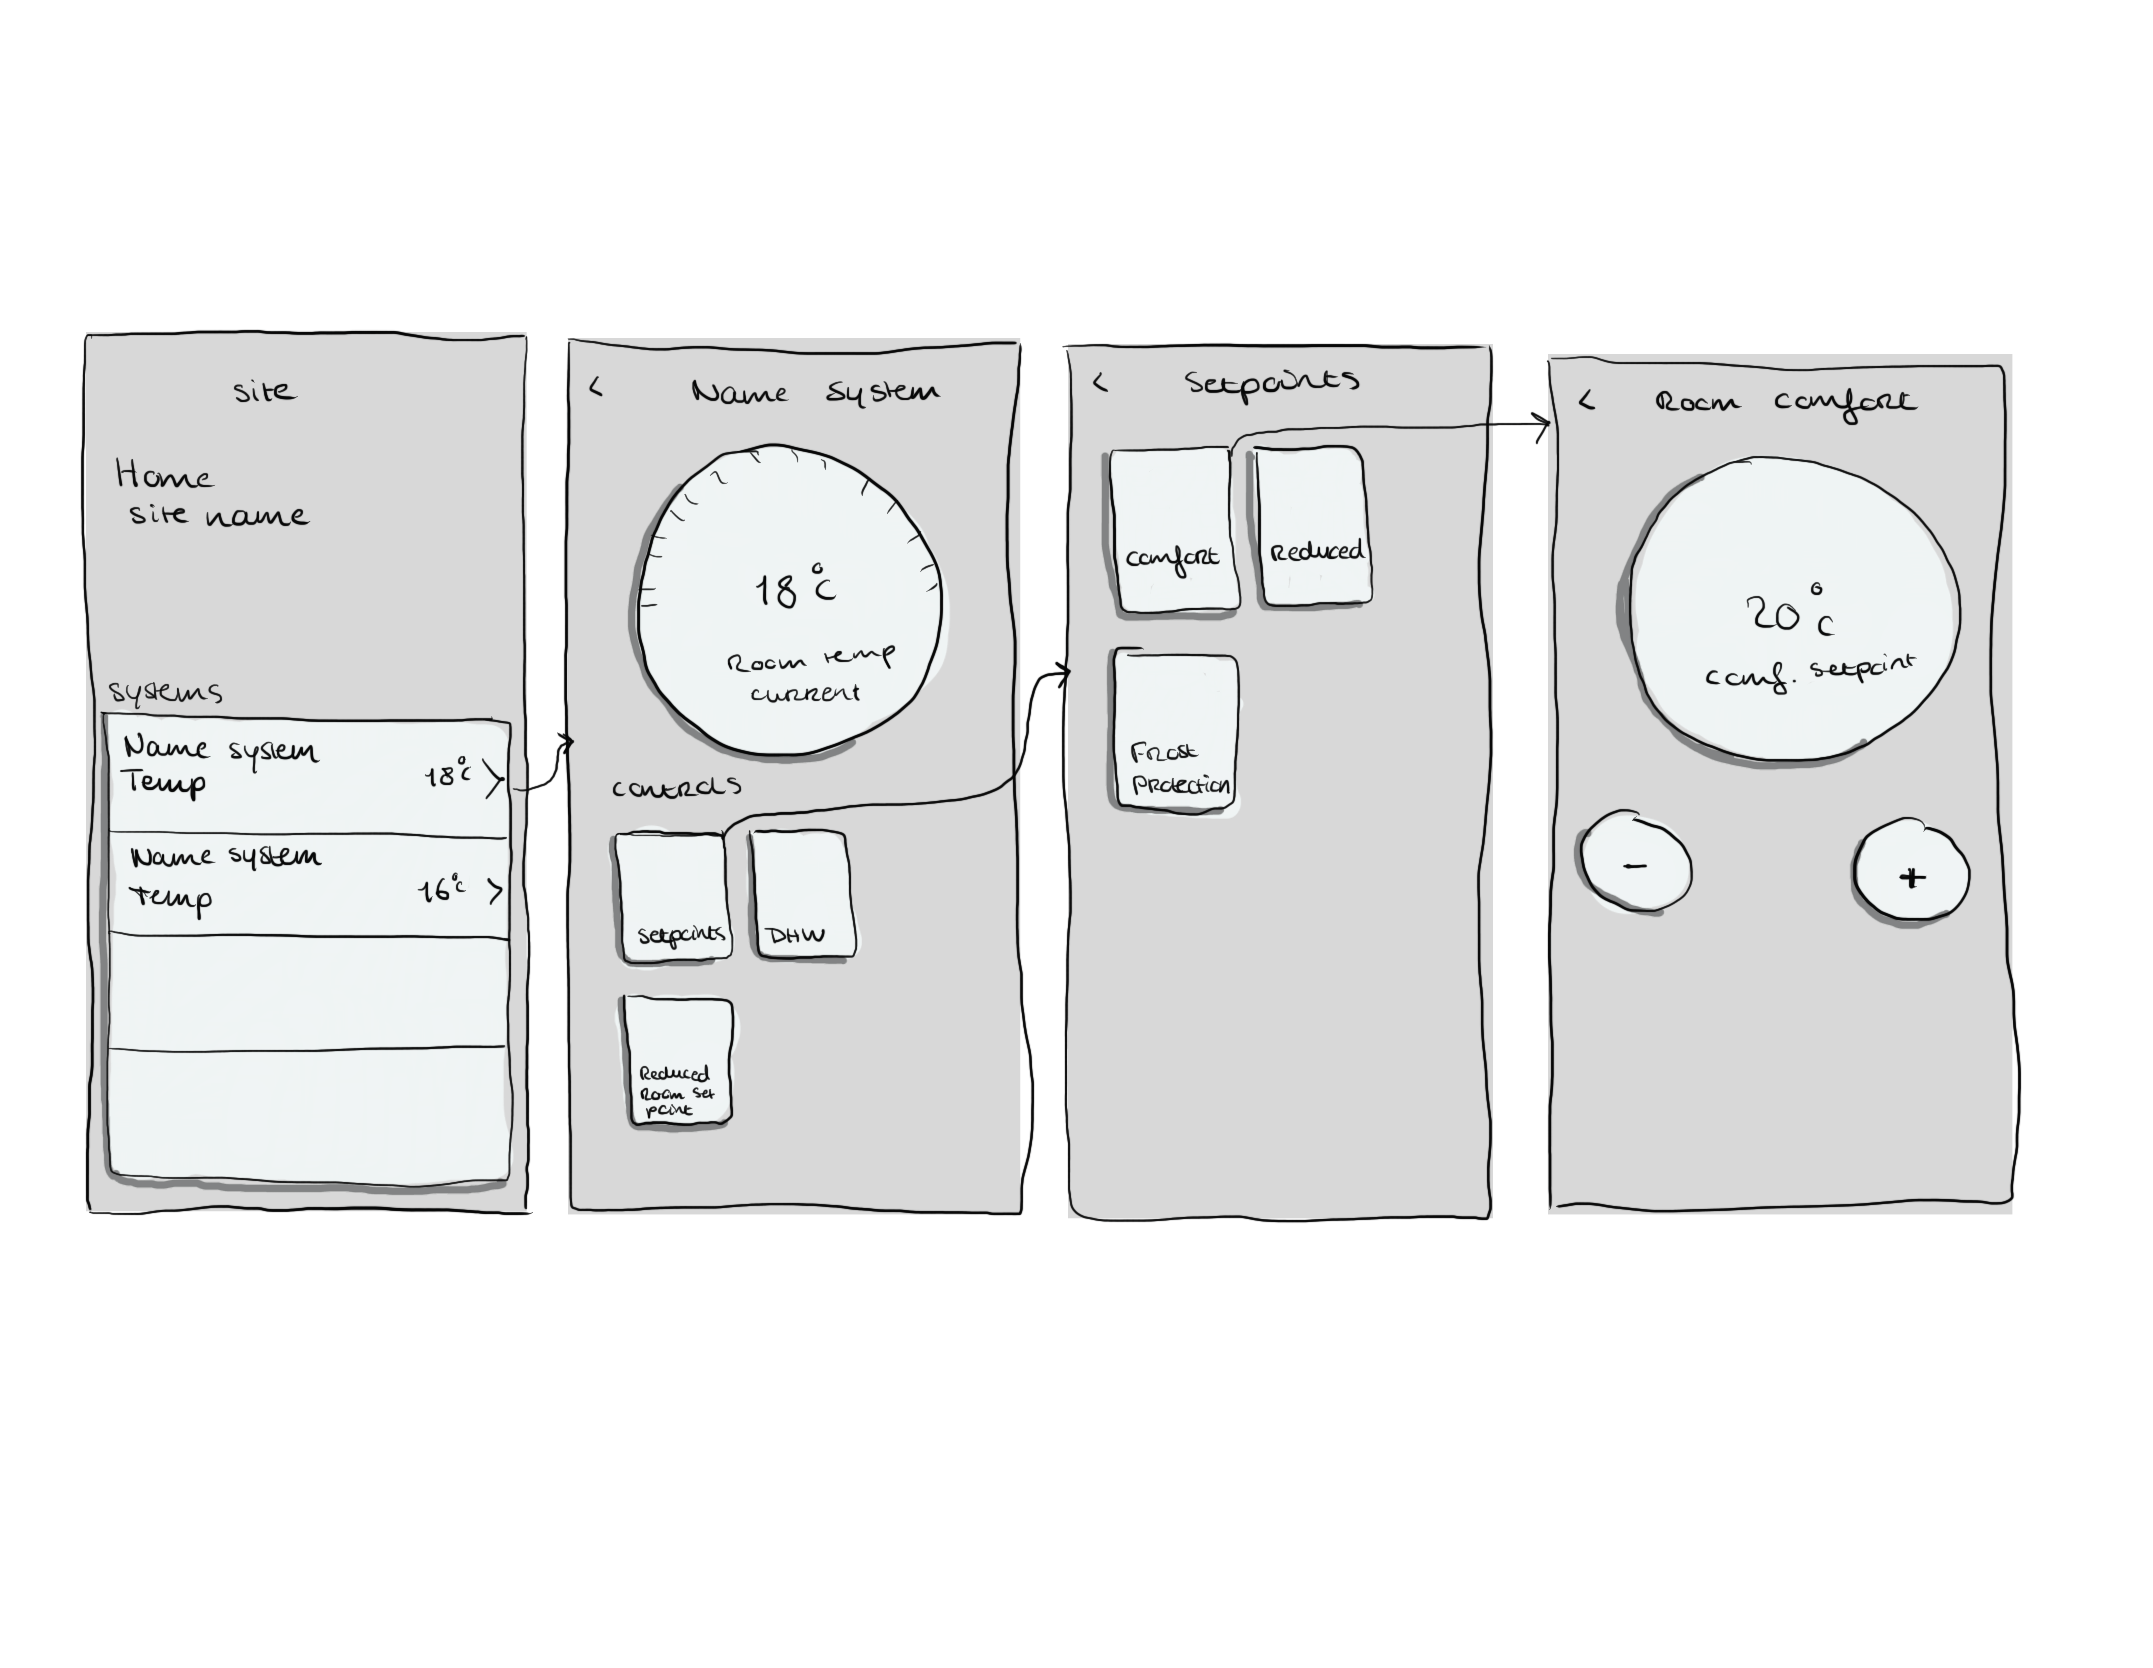 Site
Home
site name
systems
Name system
Temp 18°c >
Name system
Temp 16°c >
< Name System
18°c
Room temp
current
controls
setpoints
DHW
Reduced
Room Set
point
< Setpoints
comfort
Reduced
Frost
Protection
< Room comfort
20°c
comf. setpoint
-
+